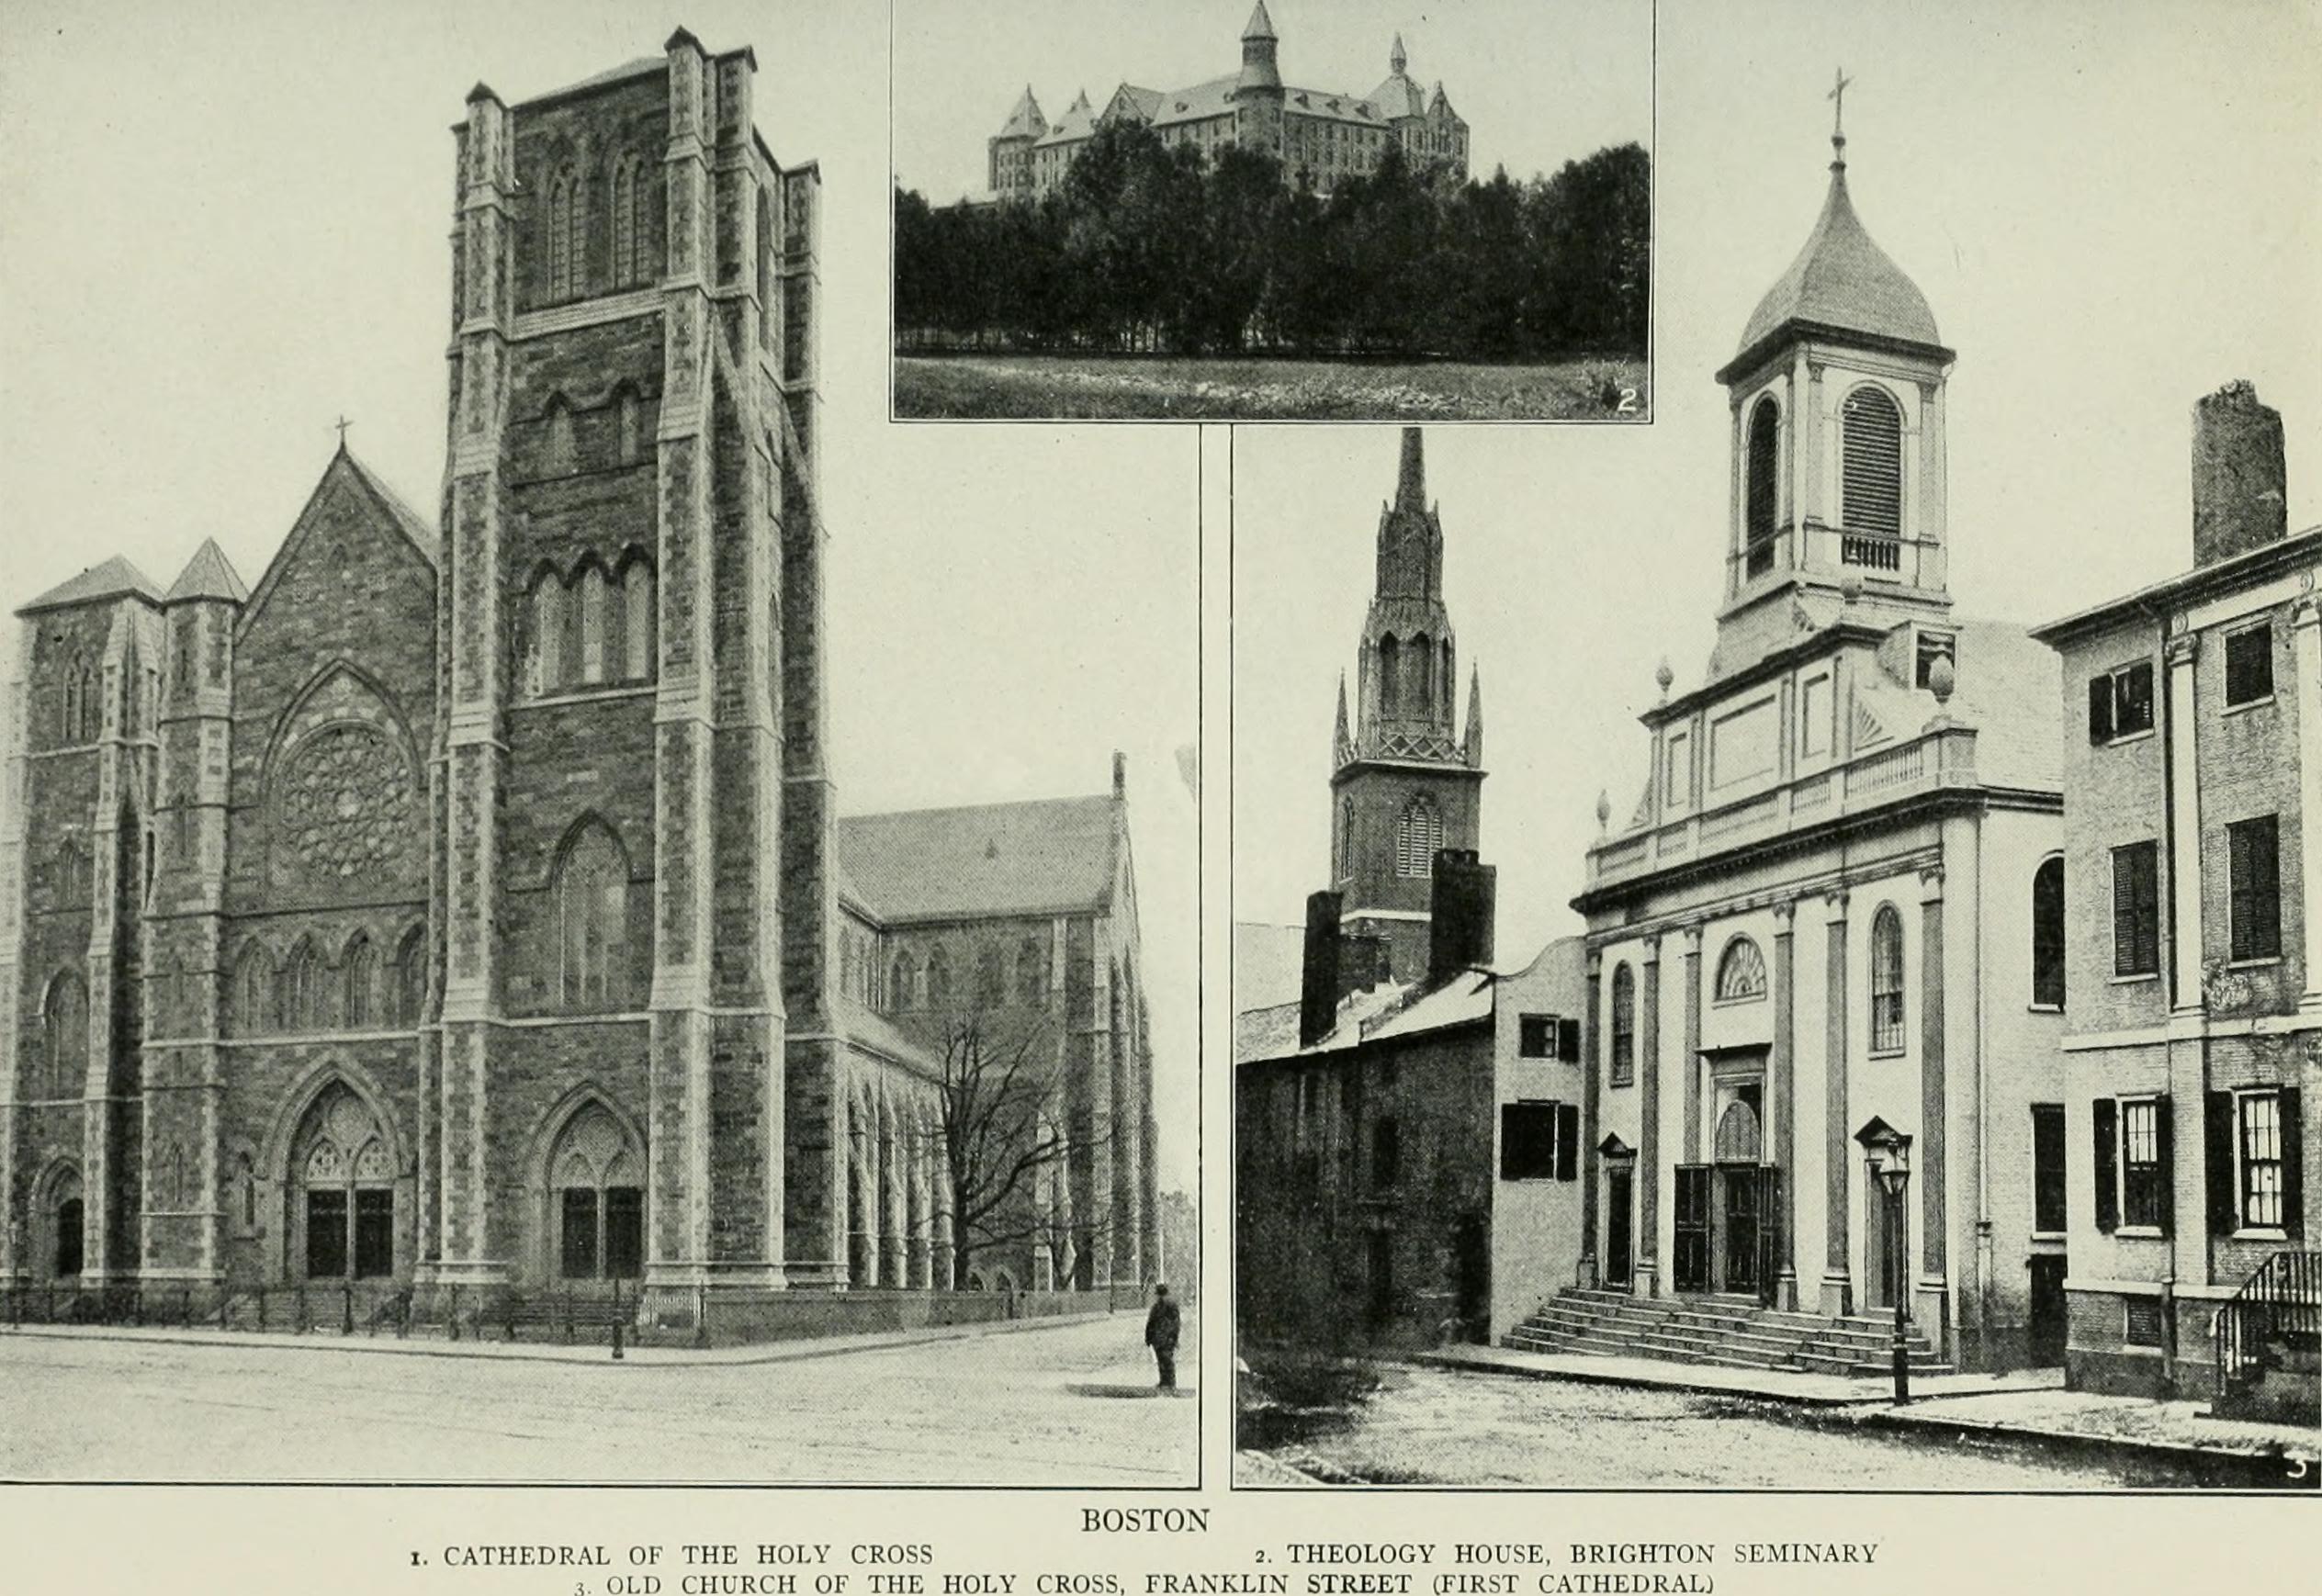 2
3
BOSTON
1. CATHEDRAL OF THE HOLY CROSS 2. THEOLOGY HOUSE, BRIGHTON SEMINARY
3. OLD CHURCH OF THE HOLY CROSS, FRANKLIN STREET (FIRST CATHEDRAL)